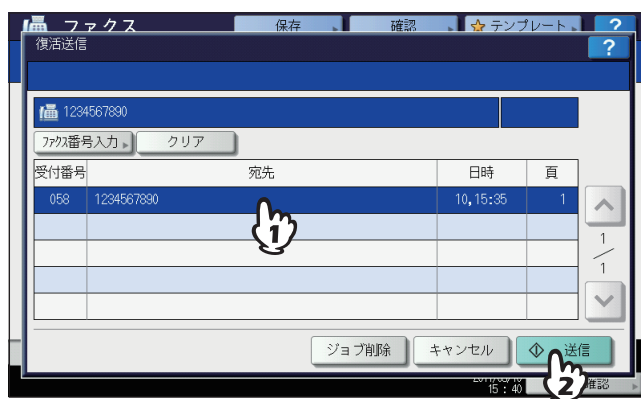 ファクス 保存 確認 テンプレート ?
復活送信 ?
1234567890
ファクス番号入力 クリア
受付番号 宛先 日時 頁
058 1234567890 10,15:35 1
1
1
1
ジョブ削除 キャンセル 送信
2
15:40 確認